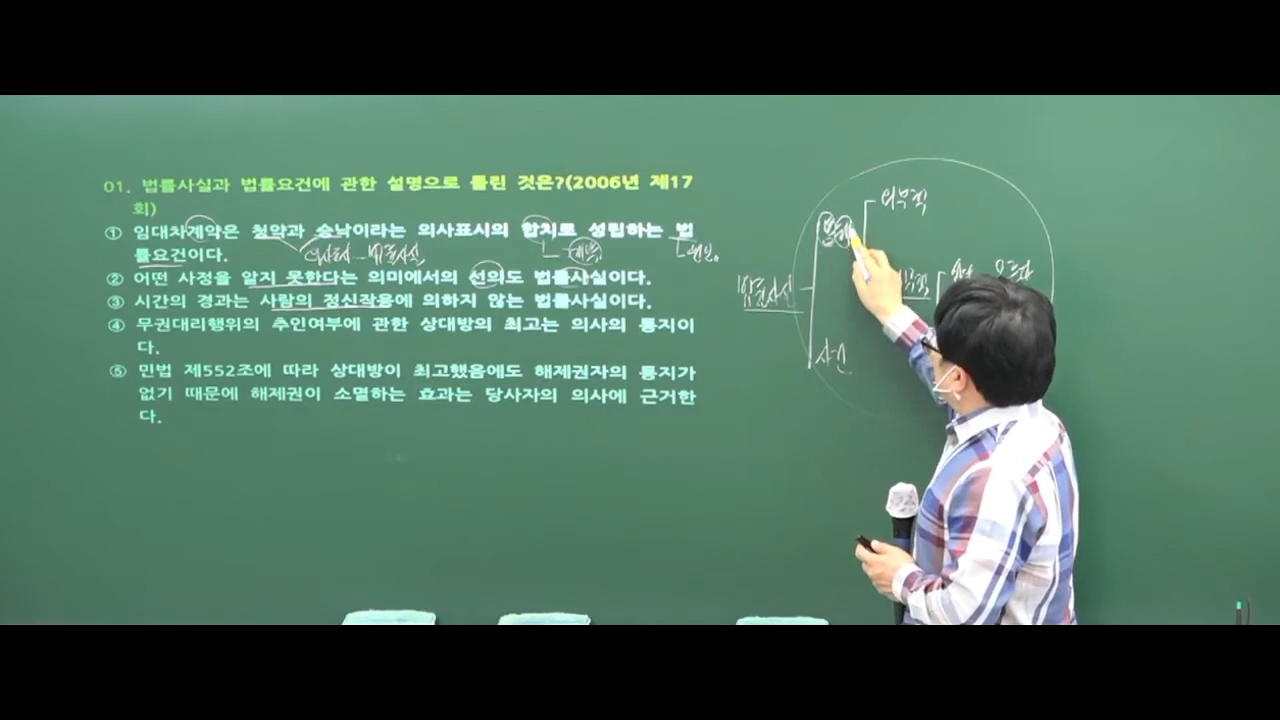 01. 법률사실과 법률요건에 관한 설명으로 틀린 것은?(2006년 제17
회)
① 임대차계약은 청약과 승낙이라는 의사표시의 합치로 성립하는 법
률요건이다.
의사표시 법률사실
계약
원인
② 어떤 사정을 알지 못한다는 의미에서의 선의도 법률사실이다.
③ 시간의 경과는 사람의 정신작용에 의하지 않는 법률사실이다.
④ 무권대리행위의 추인여부에 관한 상대방의 최고는 의사의 통지이
다.
⑤ 민법 제552조에 따라 상대방이 최고했음에도 해제권자의 통지가
없기 때문에 해제권이 소멸하는 효과는 당사자의 의사에 근거한
다.
외부적
법률사실
사건